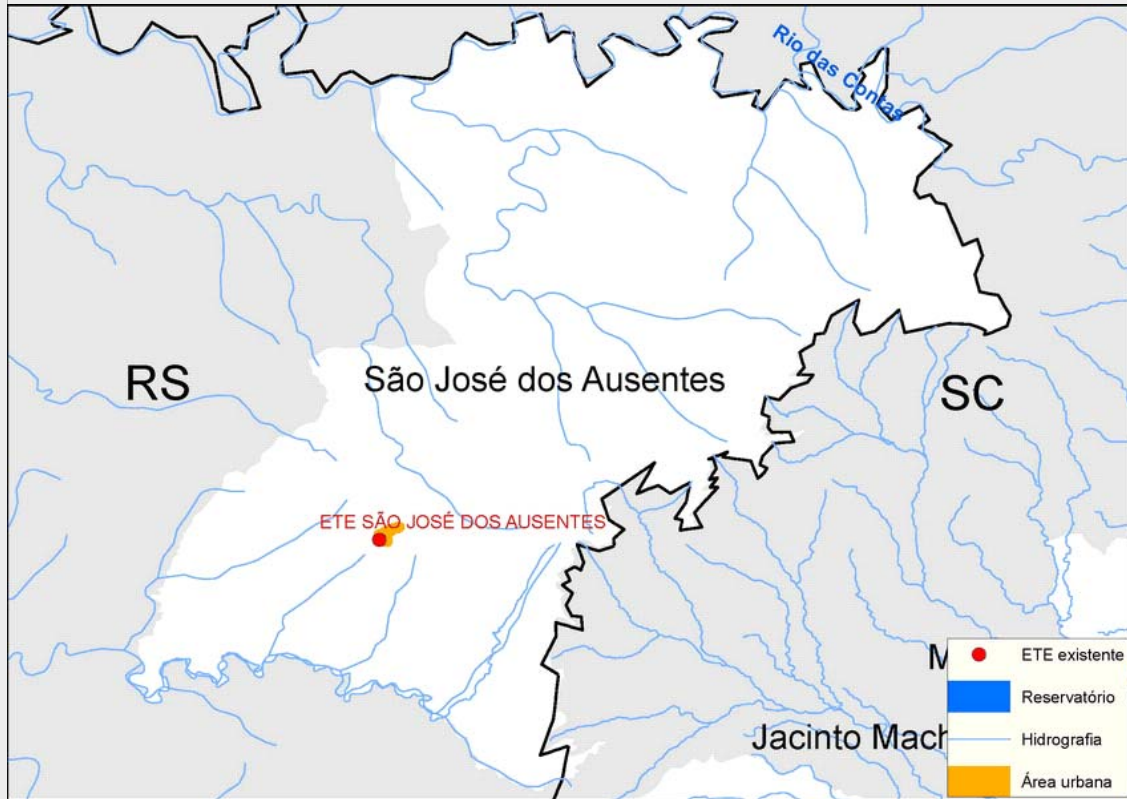 Rio das Contas
RS
São José dos Ausentes
SC
ETE SÃO JOSÉ DOS AUSENTES
M
Jacinto Mach
ETE existente
Reservatório
Hidrografia
Área urbana